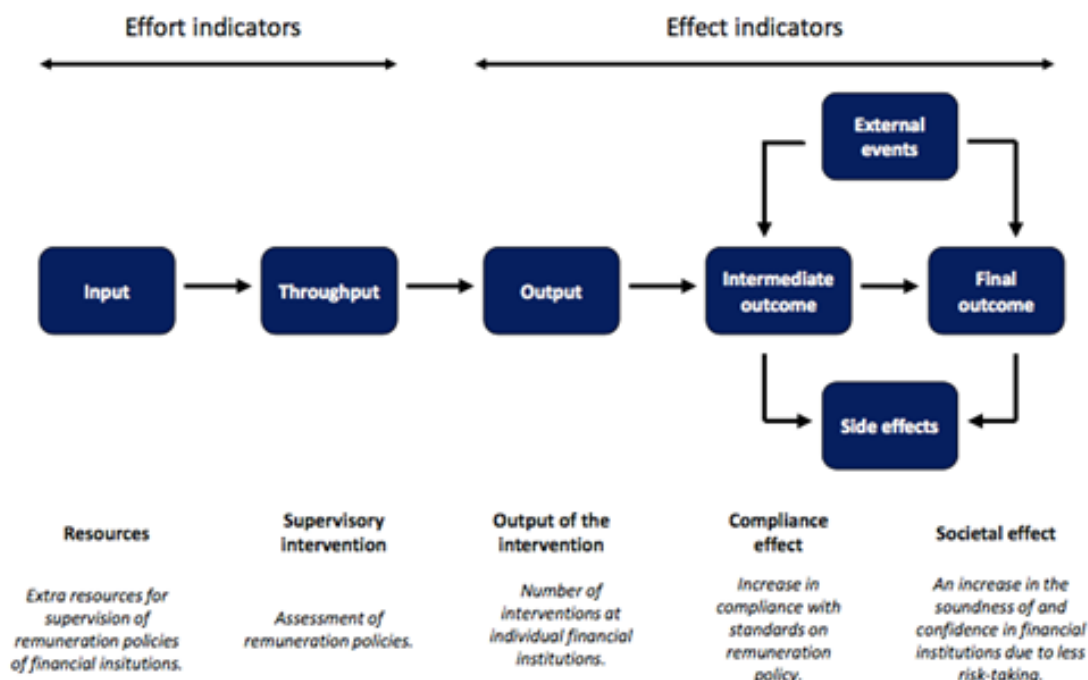 Effort indicators
Effect indicators
External
events
Input
Throughput
Output
Intermediate
outcome
Final
outcome
Side effects
Resources
Extra resources for
supervision of
remuneration policies
of financial insitutions.
Supervisory
intervention
Assessment of
remuneration policies.
Output of the
intervention
Number of
interventions at
individual financial
institutions.
Compliance
effect
Increase in
compliance with
standards on
remuneration
policy.
Societal effect
An increase in the
soundness of and
confidence in financial
institutions due to less
risk-taking.